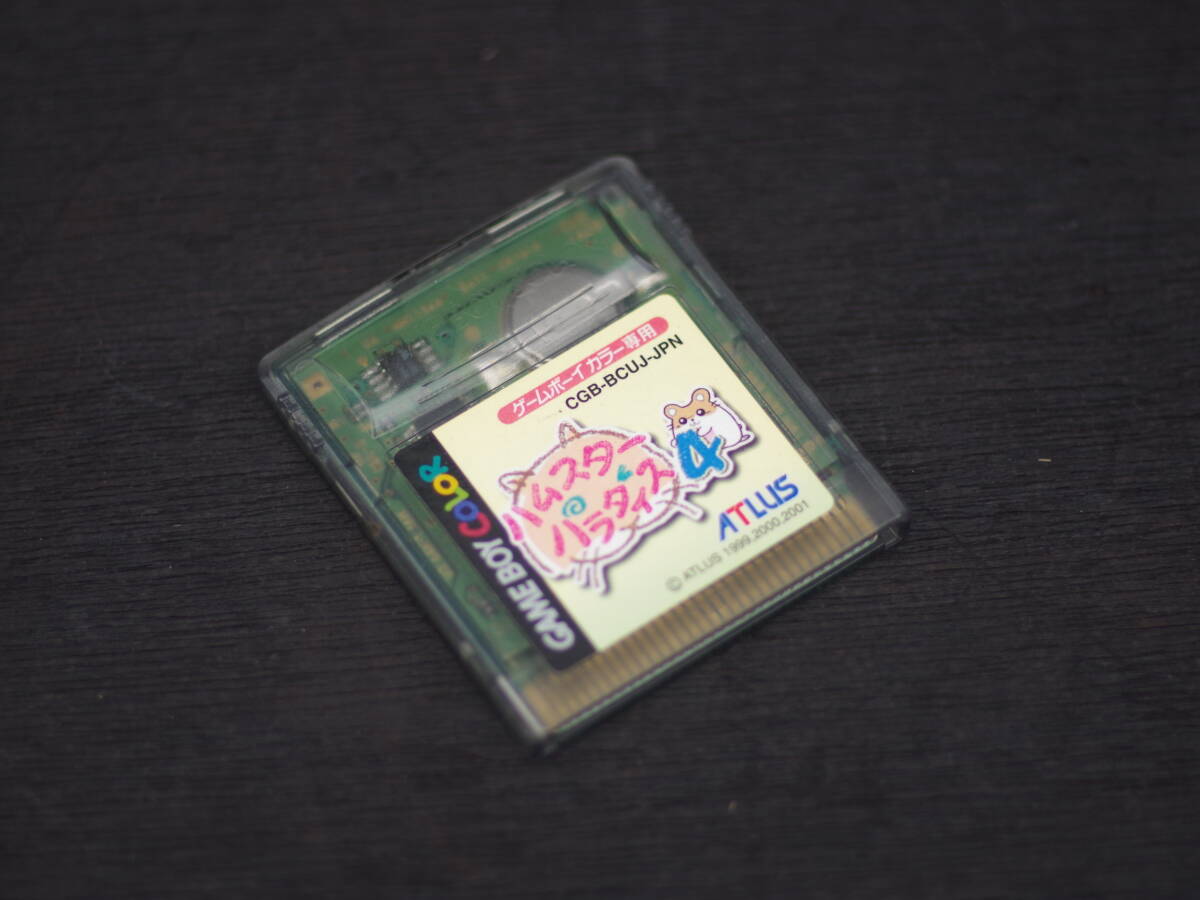 ゲームボーイカラー専用
CGB-BCUJ-JPN
ハムスター
パラダイス4
ATLUS
© ATLUS 1999,2000,2001
GAME BOY COLOR